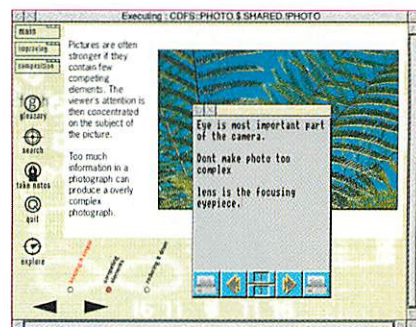 Executing : CDFS::PHOTO.$.SHARED.!PHOTO
main
improving
composition
glossary
search
take notes
quit
explore
Pictures are often
stronger if they
contain few
competing
elements. The
viewer's attention is
then concentrated
on the subject of
the picture.
Too much
information in a
photograph can
produce a overly
complex
photograph.
Eye is most important part
of the camera.
Dont make photo too
complex
lens is the focusing
eyepiece.
competing
elements